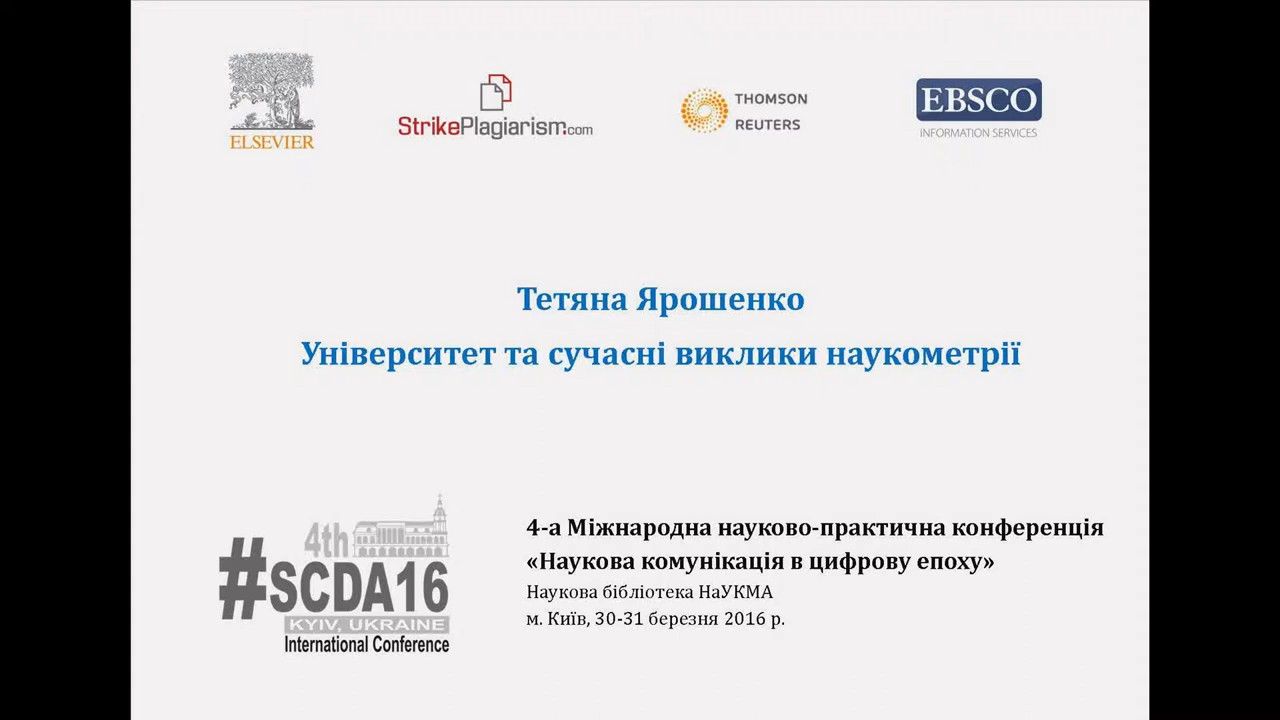 ELSEVIER
StrikePlagiarism.com
THOMSON
REUTERS
EBSCO
INFORMATION SERVICES
Тетяна Ярошенко
Університет та сучасні виклики наукометрії
4th
#SCDA16
KYIV, UKRAINE
International Conference
4-а Міжнародна науково-практична конференція
«Наукова комунікація в цифрову епоху»
Наукова бібліотека НаУКМА
м. Київ, 30-31 березня 2016 р.